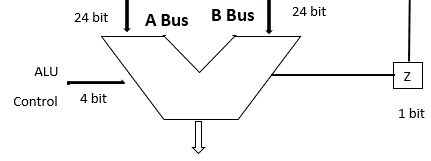 24 bit
A Bus
B Bus
24 bit
ALU
Control
4 bit
Z
1 bit